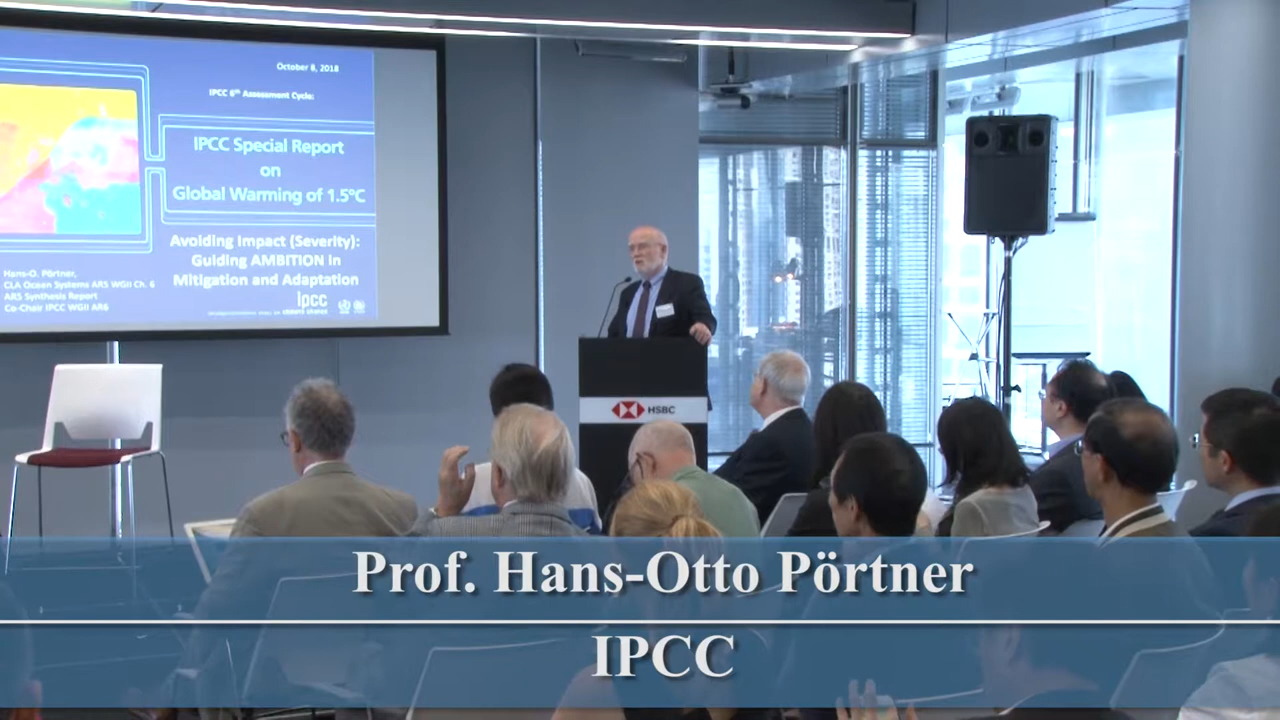 October 8, 2018
IPCC 6th Assessment Cycle:
IPCC Special Report
on
Global Warming of 1.5°C
Avoiding Impact (Severity):
Guiding AMBITION in
Mitigation and Adaptation
Hans-O. Pörtner,
CLA Ocean Systems AR5 WGII Ch. 6
AR5 Synthesis Report
Co-Chair IPCC WGII AR6
ipcc
HSBC
Prof. Hans-Otto Pörtner
IPCC